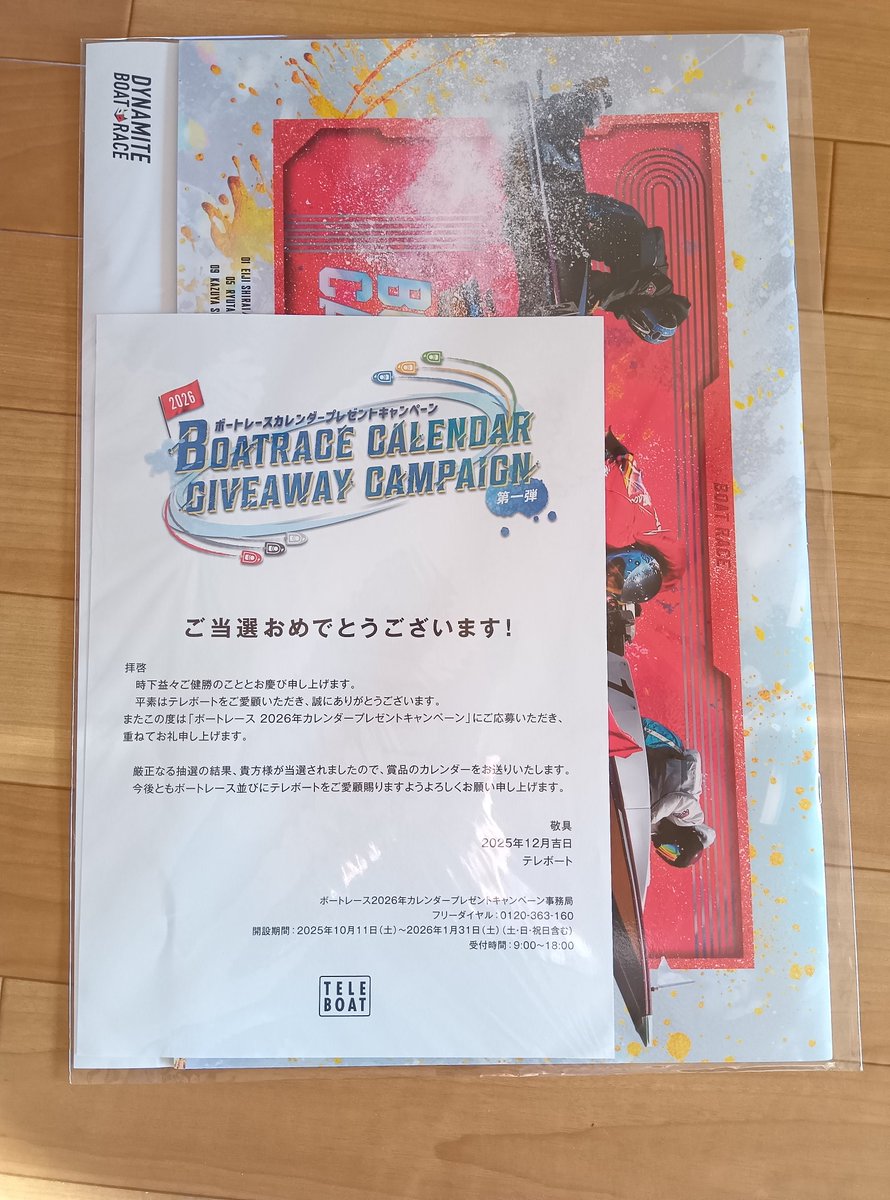 DYNAMITE
BOAT RACE
01 EIJI
05
09 KAZUYA
BOAT RACE
1
2026
ボートレースカレンダープレゼントキャンペーン
BOATRACE CALENDAR
GIVEAWAY CAMPAIGN
第一弾
ご当選おめでとうございます!
拝啓
時下益々ご健勝のこととお慶び申し上げます。
平素はテレボートをご愛顧いただき、誠にありがとうございます。
またこの度は「ボートレース 2026年カレンダープレゼントキャンペーン」にご応募いただき、
重ねてお礼申し上げます。
厳正なる抽選の結果、貴方様が当選されましたので、賞品のカレンダーをお送りいたします。
今後ともボートレース並びにテレボートをご愛顧賜りますようよろしくお願い申し上げます。
敬具
2025年12月吉日
テレボート
ボートレース2026年カレンダープレゼントキャンペーン事務局
フリーダイヤル:0120-363-160
開設期間:2025年10月11日(土)~2026年1月31日(土)(土・日・祝日含む)
受付時間:9:00~18:00
TELE
BOAT